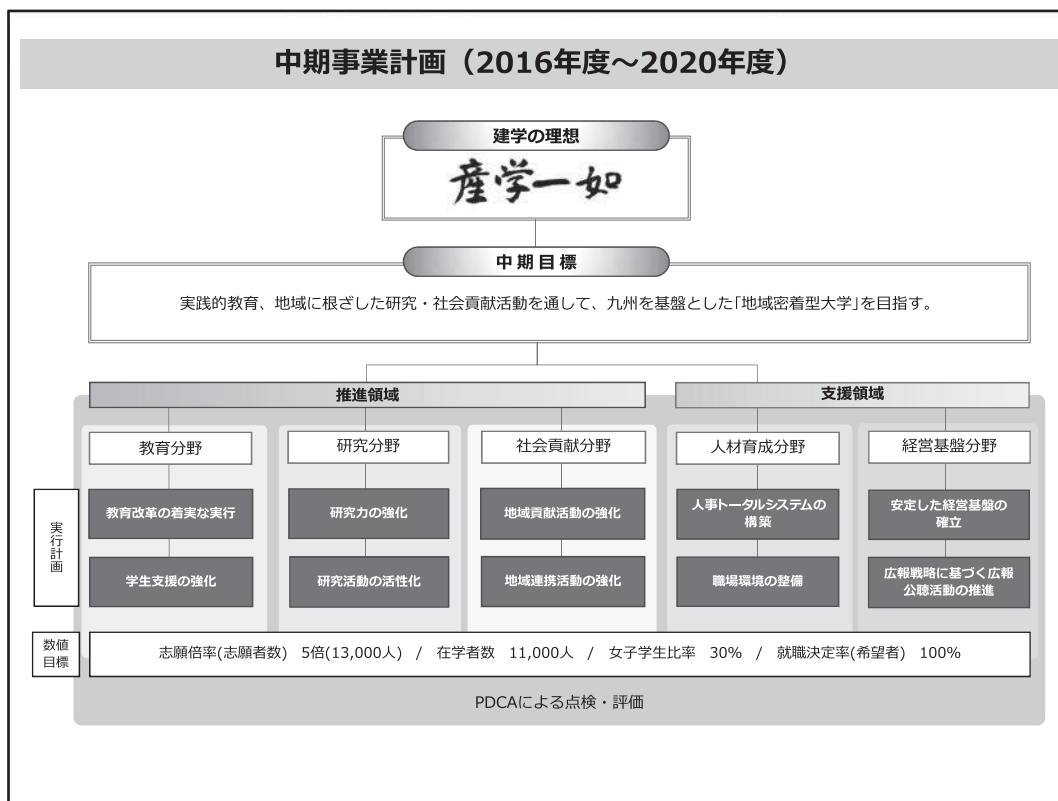 中期事業計画（2016年度～2020年度）
建学の理想
産学一如
中期目標
実践的教育、地域に根ざした研究・社会貢献活動を通して、九州を基盤とした「地域密着型大学」を目指す。
推進領域
支援領域
教育分野
研究分野
社会貢献分野
人材育成分野
経営基盤分野
実行計画
教育改革の着実な実行
研究力の強化
地域貢献活動の強化
人事トータルシステムの
構築
安定した経営基盤の
確立
学生支援の強化
研究活動の活性化
地域連携活動の強化
職場環境の整備
広報戦略に基づく広報
公聴活動の推進
数値
目標
志願倍率(志願者数) 5倍(13,000人) / 在学者数 11,000人 / 女子学生比率 30% / 就職決定率(希望者) 100%
PDCAによる点検・評価